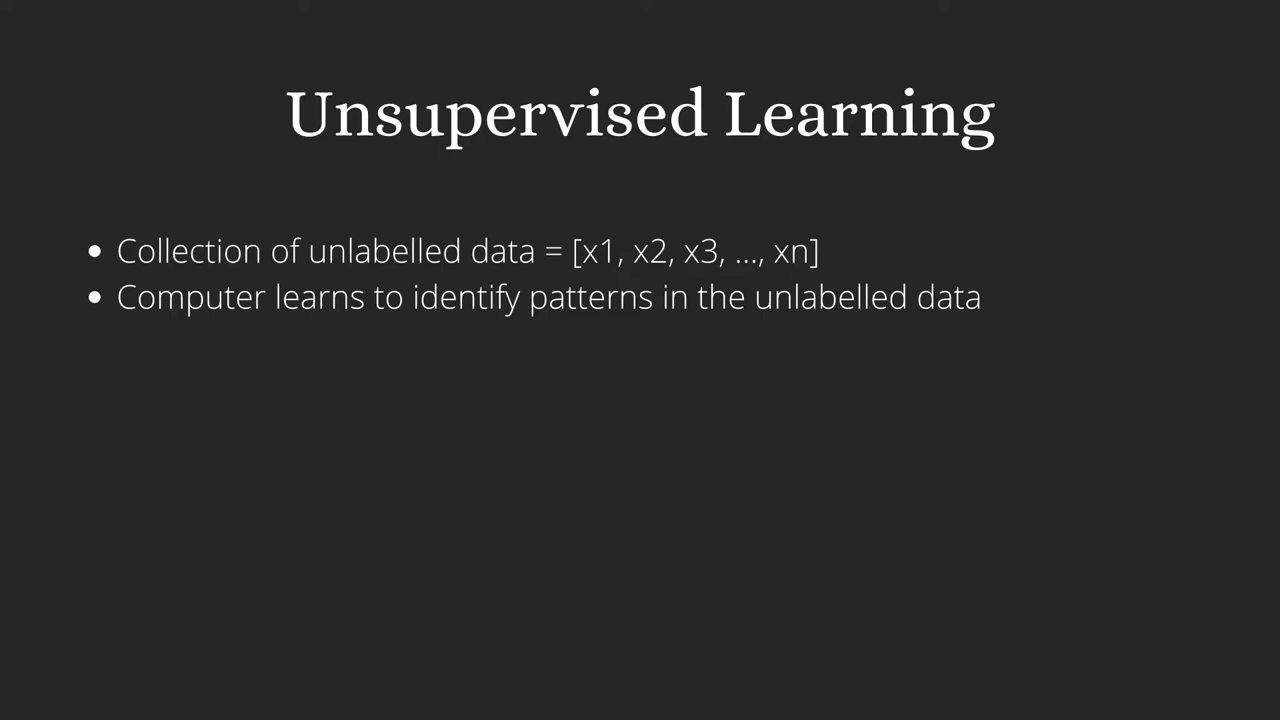 Unsupervised Learning
• Collection of unlabelled data = [x1, x2, x3, ..., xn]
• Computer learns to identify patterns in the unlabelled data